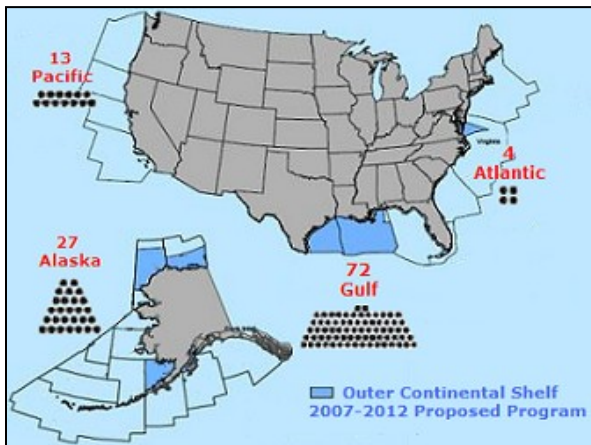 13
Pacific
Virginia
4
Atlantic
27
Alaska
72
Gulf
Outer Continental Shelf
2007-2012 Proposed Program